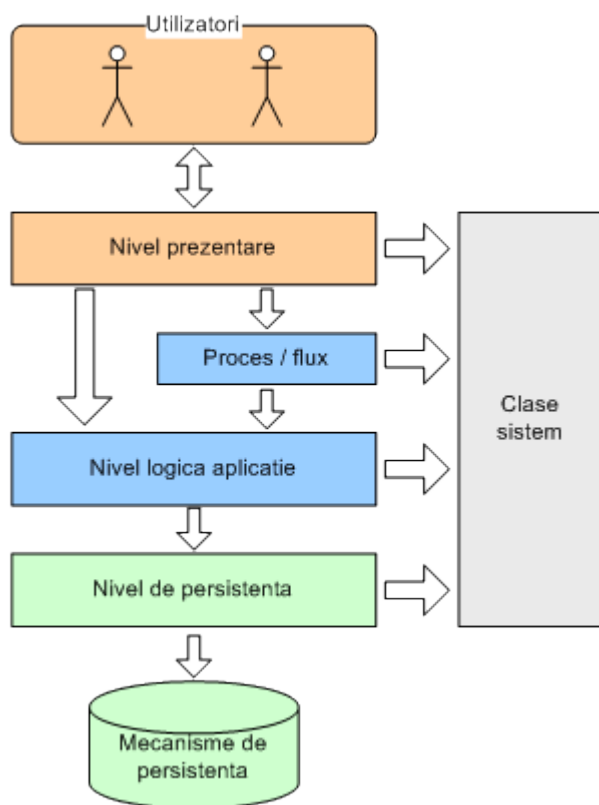 Utilizatori
Nivel prezentare
Proces / flux
Clase
sistem
Nivel logica aplicatie
Nivel de persistenta
Mecanisme de
persistenta